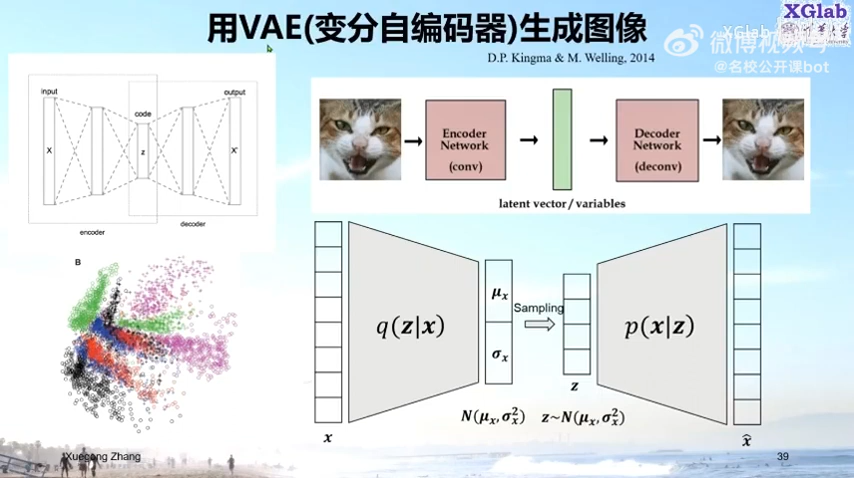 用VAE(变分自编码器)生成图像
XGlab
XGlab
微博视频号
@名校公开课bot
D.P. Kingma & M. Welling, 2014
input
output
code
X
z
X'
encoder
decoder
Encoder
Network
(conv)
Decoder
Network
(deconv)
latent vector / variables
B
q(z|x)
μₓ
σₓ
Sampling
z
p(x|z)
N(μₓ, σₓ²)
z~N(μₓ, σₓ²)
x
x̂
Xuegong Zhang
39